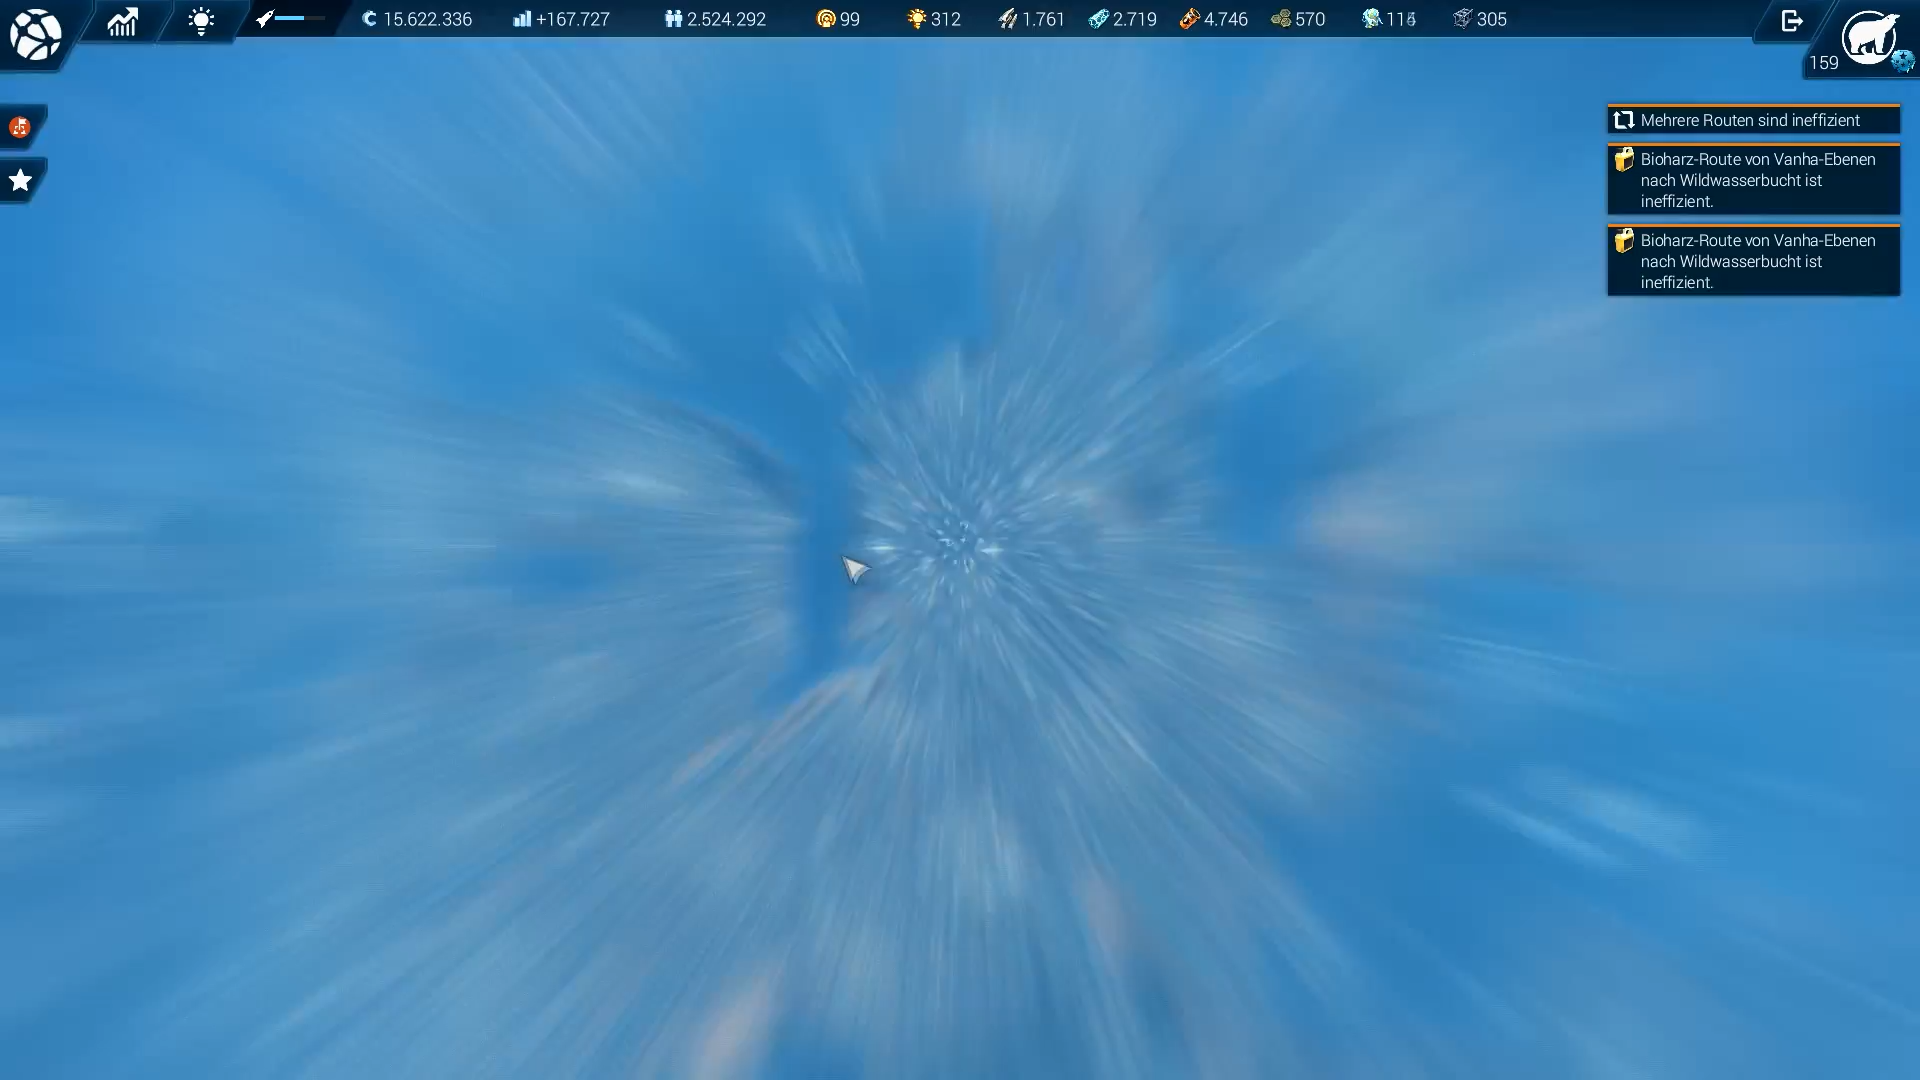 15.622.336 +167.727 2.524.292 99 312 1.761 2.719 4.746 570 305
159
Mehrere Routen sind ineffizient
Bioharz-Route von Vanha-Ebenen
nach Wildwasserbucht ist
ineffizient.
Bioharz-Route von Vanha-Ebenen
nach Wildwasserbucht ist
ineffizient.